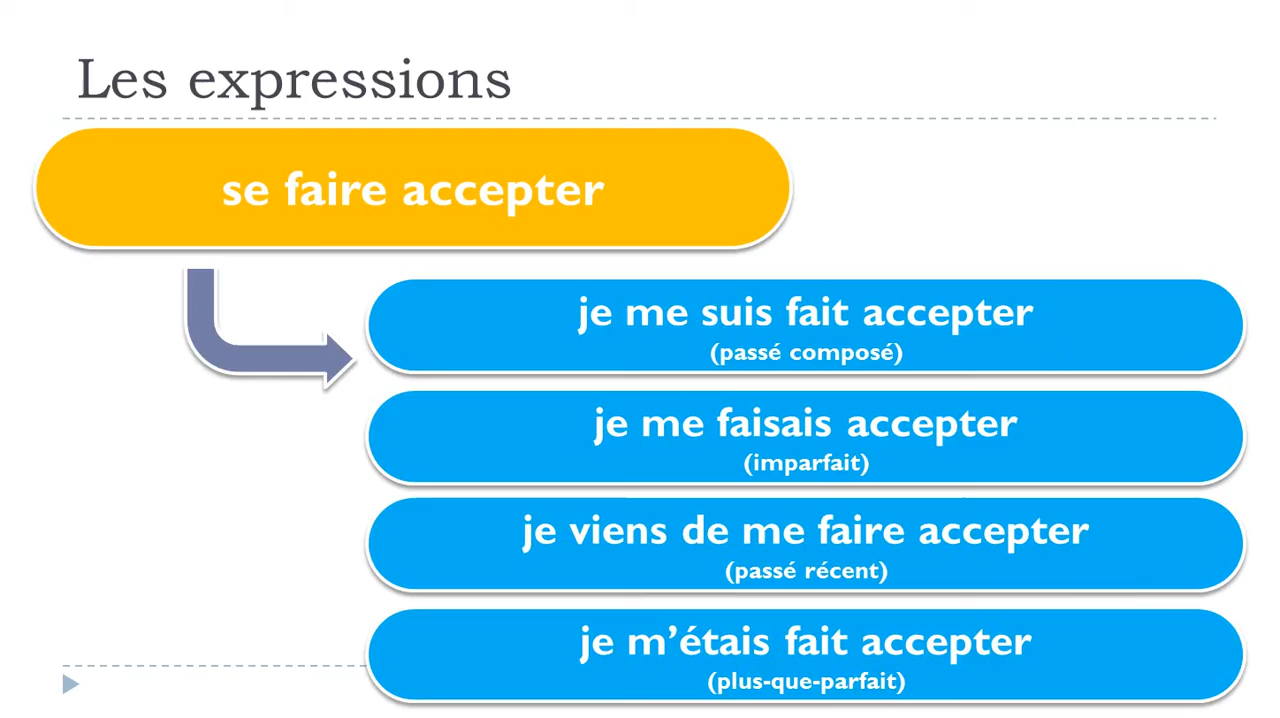 Les expressions
se faire accepter
je me suis fait accepter
(passé composé)
je me faisais accepter
(imparfait)
je viens de me faire accepter
(passé récent)
je m’étais fait accepter
(plus-que-parfait)